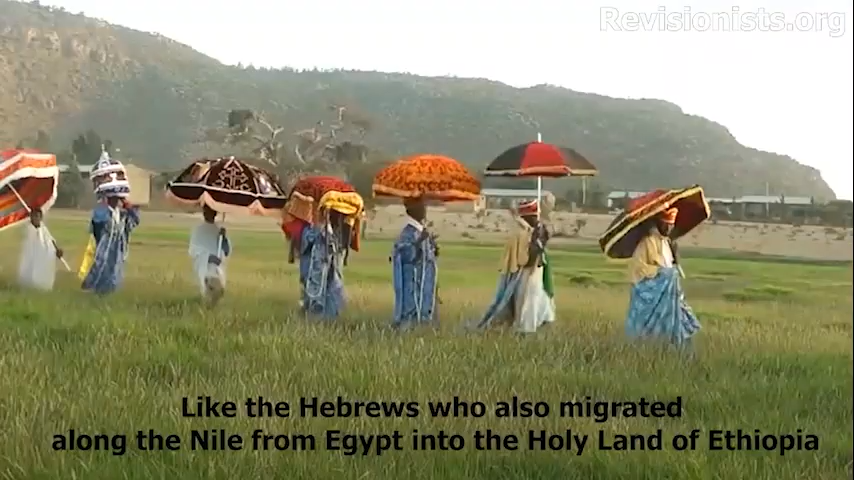 Revisionists.org
Like the Hebrews who also migrated
along the Nile from Egypt into the Holy Land of Ethiopia